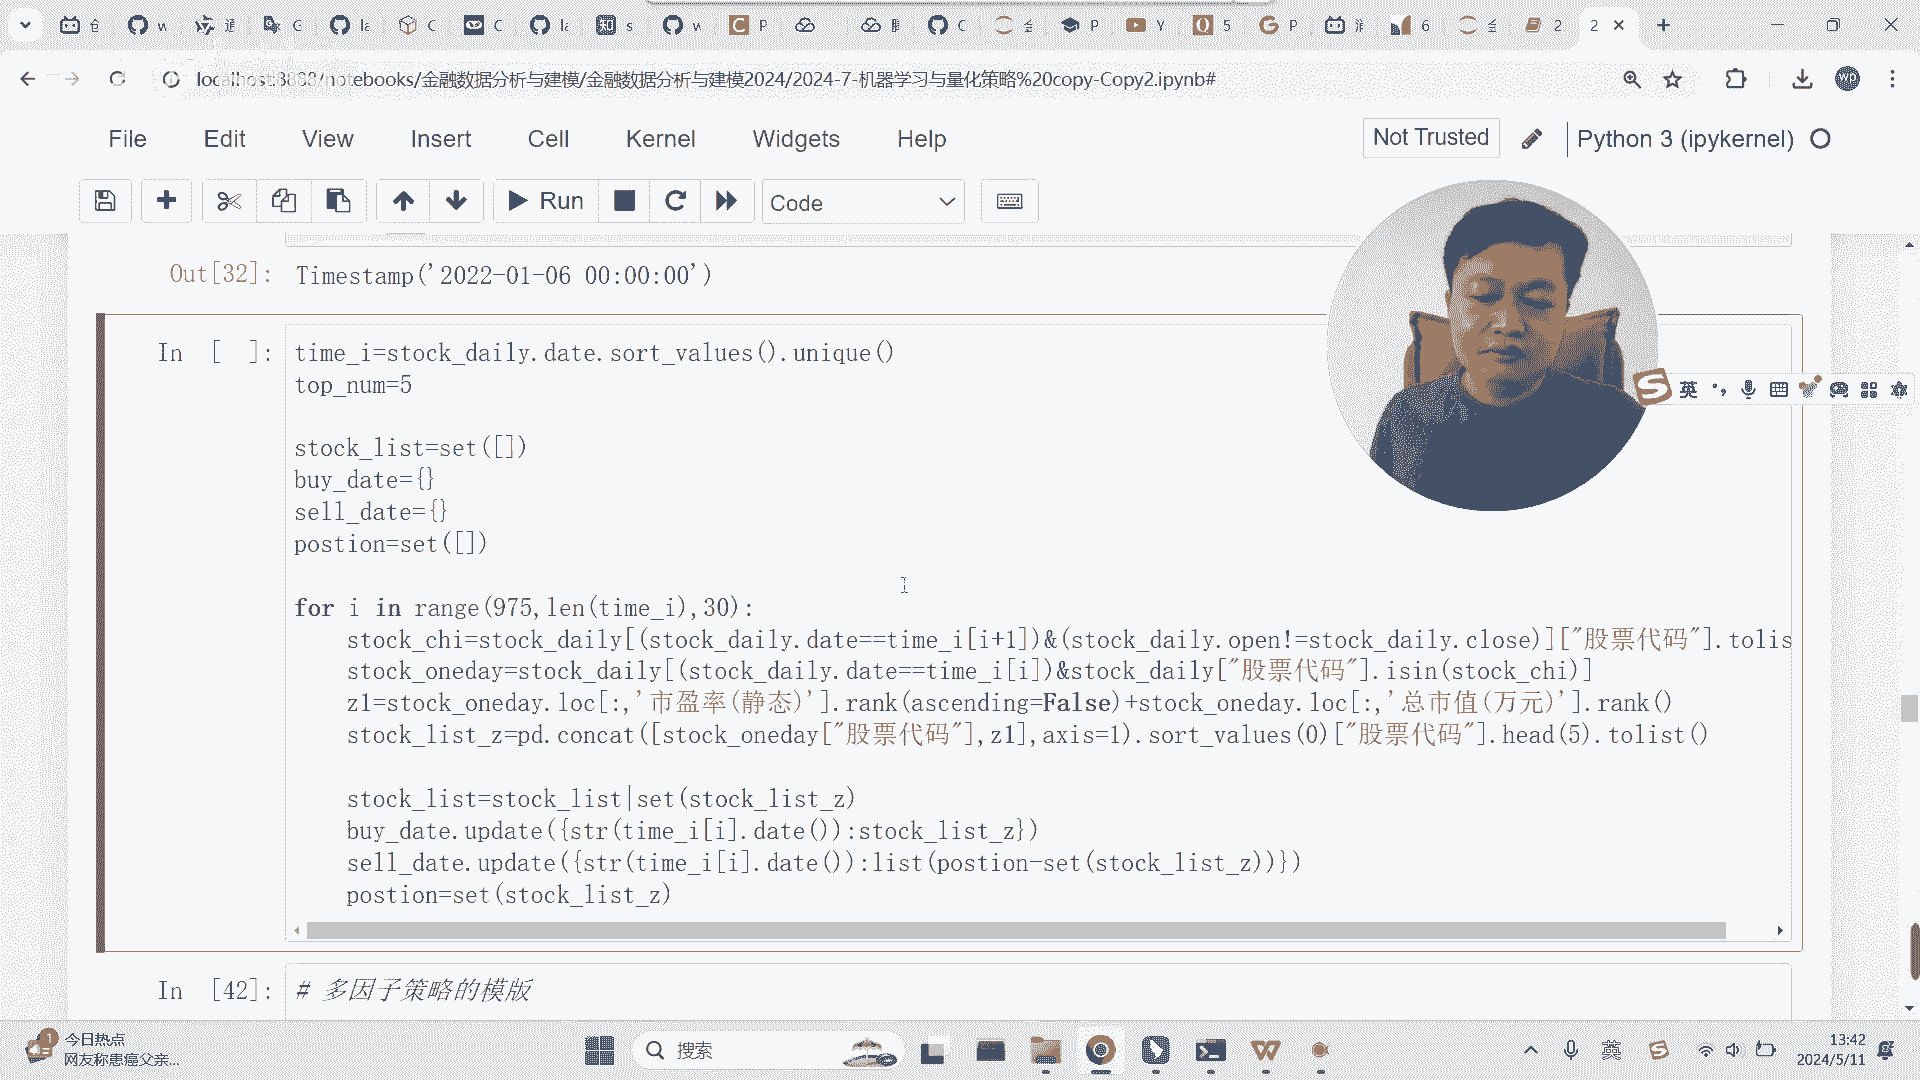 localhost:8888/notebooks/金融数据分析与建模/金融数据分析与建模2024/2024-7-机器学习与量化策略%20copy-Copy2.ipynb#
wp
File Edit View Insert Cell Kernel Widgets Help Not Trusted Python 3 (ipykernel)
Run Code
Out[32]: Timestamp('2022-01-06 00:00:00')
In [ ]: time_i=stock_daily.date.sort_values().unique()
top_num=5
stock_list=set([])
buy_date={}
sell_date={}
postion=set([])
for i in range(975,len(time_i),30):
stock_chi=stock_daily[(stock_daily.date==time_i[i+1])&(stock_daily.open!=stock_daily.close)]["股票代码"].tolis
stock_oneday=stock_daily[(stock_daily.date==time_i[i])&stock_daily["股票代码"].isin(stock_chi)]
z1=stock_oneday.loc[:,'市盈率(静态)'].rank(ascending=False)+stock_oneday.loc[:,'总市值(万元)'].rank()
stock_list_z=pd.concat([stock_oneday["股票代码"],z1],axis=1).sort_values(0)["股票代码"].head(5).tolist()
stock_list=stock_list|set(stock_list_z)
buy_date.update({str(time_i[i].date()):stock_list_z})
sell_date.update({str(time_i[i].date()):list(postion-set(stock_list_z))})
postion=set(stock_list_z)
In [42]: # 多因子策略的模版
英
今日热点
网友称患癌父亲...
搜索
英
13:42
2024/5/11